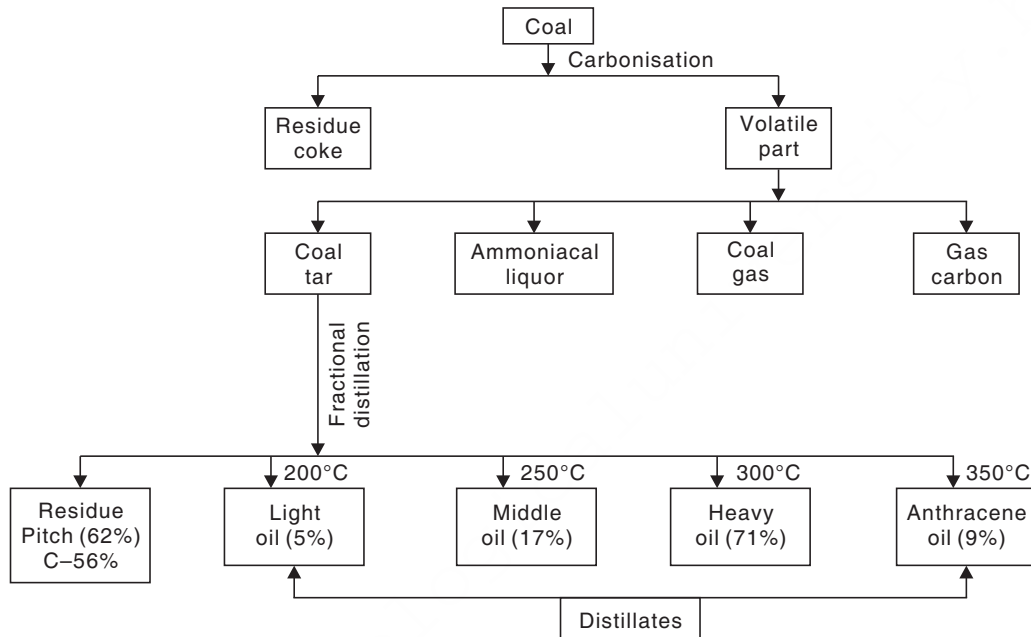 Coal
Carbonisation
Residue
coke
Volatile
part
Coal
tar
Ammoniacal
liquor
Coal
gas
Gas
carbon
Fractional
distillation
200°C
250°C
300°C
350°C
Residue
Pitch (62%)
C–56%
Light
oil (5%)
Middle
oil (17%)
Heavy
oil (71%)
Anthracene
oil (9%)
Distillates